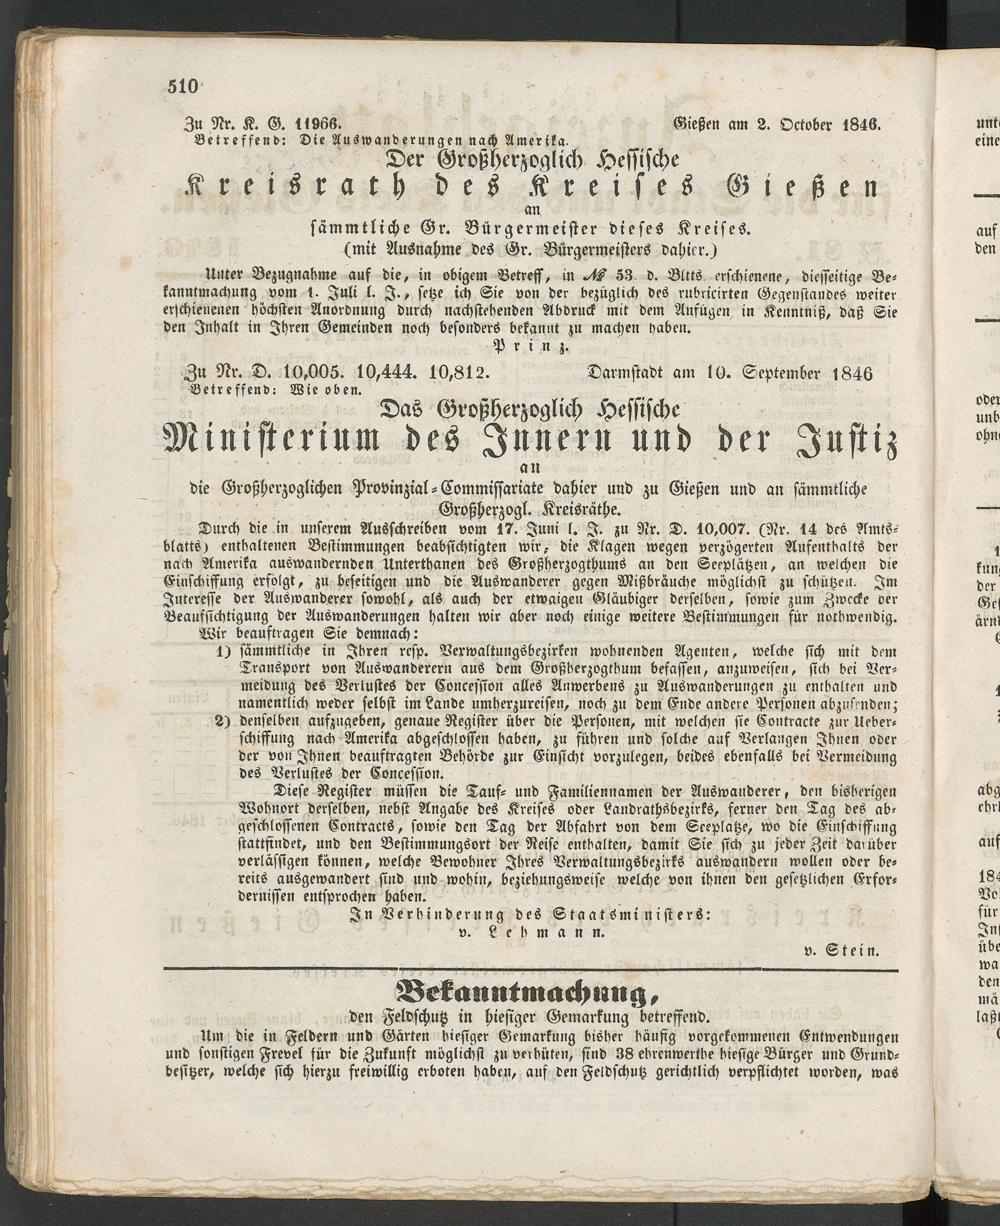 510
Zu Nr. K. G. 11966. Gießen am 2. October 1846.
Betreffend: Die Auswanderungen nach Amerika.
Der Großherzoglich Hessische
Kreisrath des Kreises Gießen
an
sämmtliche Gr. Bürgermeister dieses Kreises.
(mit Ausnahme des Gr. Bürgermeisters dahier.)
Unter Bezugnahme auf die, in obigem Betreff, in № 53 d. Bltts. erschienene, diesseitige Be-
kanntmachung vom 1. Juli l. J., setze ich Sie von der bezüglich des rubricirten Gegenstandes weiter
erschienenen höchsten Anordnung durch nachstehenden Abdruck mit dem Anfügen in Kenntniß, daß Sie
den Inhalt in Ihren Gemeinden noch besonders bekannt zu machen haben.
Prinz.
Zu Nr. D. 10,005. 10,444. 10,812. Darmstadt am 10. September 1846
Betreffend: Wie oben.
Das Großherzoglich Hessische
Ministerium des Innern und der Justiz
an
die Großherzoglichen Provinzial-Commissariate dahier und zu Gießen und an sämmtliche
Großherzogl. Kreisräthe.
Durch die in unserem Ausschreiben vom 17. Juni l. J. zu Nr. D. 10,007. (Nr. 14 des Amts-
blatts) enthaltenen Bestimmungen beabsichtigten wir, die Klagen wegen verzögerten Aufenthalts der
nach Amerika auswandernden Unterthanen des Großherzogthums an den Seeplätzen, an welchen die
Einschiffung erfolgt, zu beseitigen und die Auswanderer gegen Mißbräuche möglichst zu schützen. Im
Interesse der Auswanderer sowohl, als auch der etwaigen Gläubiger derselben, sowie zum Zwecke der
Beaufsichtigung der Auswanderungen halten wir aber noch einige weitere Bestimmungen für nothwendig.
Wir beauftragen Sie demnach:
1) sämmtliche in Ihren resp. Verwaltungsbezirken wohnenden Agenten, welche sich mit dem
Transport von Auswanderern aus dem Großherzogthum befassen, anzuweisen, sich bei Ver-
meidung des Verlustes der Concession alles Anwerbens zu Auswanderungen zu enthalten und
namentlich weder selbst im Lande umherzureisen, noch zu dem Ende andere Personen abzusenden;
2) denselben aufzugeben, genaue Register über die Personen, mit welchen sie Contracte zur Ueber-
schiffung nach Amerika abgeschlossen haben, zu führen und solche auf Verlangen Ihnen oder
der von Ihnen beauftragten Behörde zur Einsicht vorzulegen, beides ebenfalls bei Vermeidung
des Verlustes der Concession.
Diese Register müssen die Tauf- und Familiennamen der Auswanderer, den bisherigen
Wohnort derselben, nebst Angabe des Kreises oder Landrathsbezirks, ferner den Tag des ab-
geschlossenen Contracts, sowie den Tag der Abfahrt von dem Seeplatze, wo die Einschiffung
stattfindet, und den Bestimmungsort der Reise enthalten, damit Sie sich zu jeder Zeit darüber
verlässigen können, welche Bewohner Ihres Verwaltungsbezirks auswandern wollen oder be-
reits ausgewandert sind und wohin, beziehungsweise welche von ihnen den gesetzlichen Erfor-
dernissen entsprochen haben.
In Verhinderung des Staatsministers:
v. Lehmann.
v. Stein.
Bekanntmachung,
den Feldschutz in hiesiger Gemarkung betreffend.
Um die in Feldern und Gärten hiesiger Gemarkung bisher häufig vorgekommenen Entwendungen
und sonstigen Frevel für die Zukunft möglichst zu verhüten, sind 38 ehrenwerthe hiesige Bürger und Grund-
besitzer, welche sich hierzu freiwillig erboten haben, auf den Feldschutz gerichtlich verpflichtet worden, was